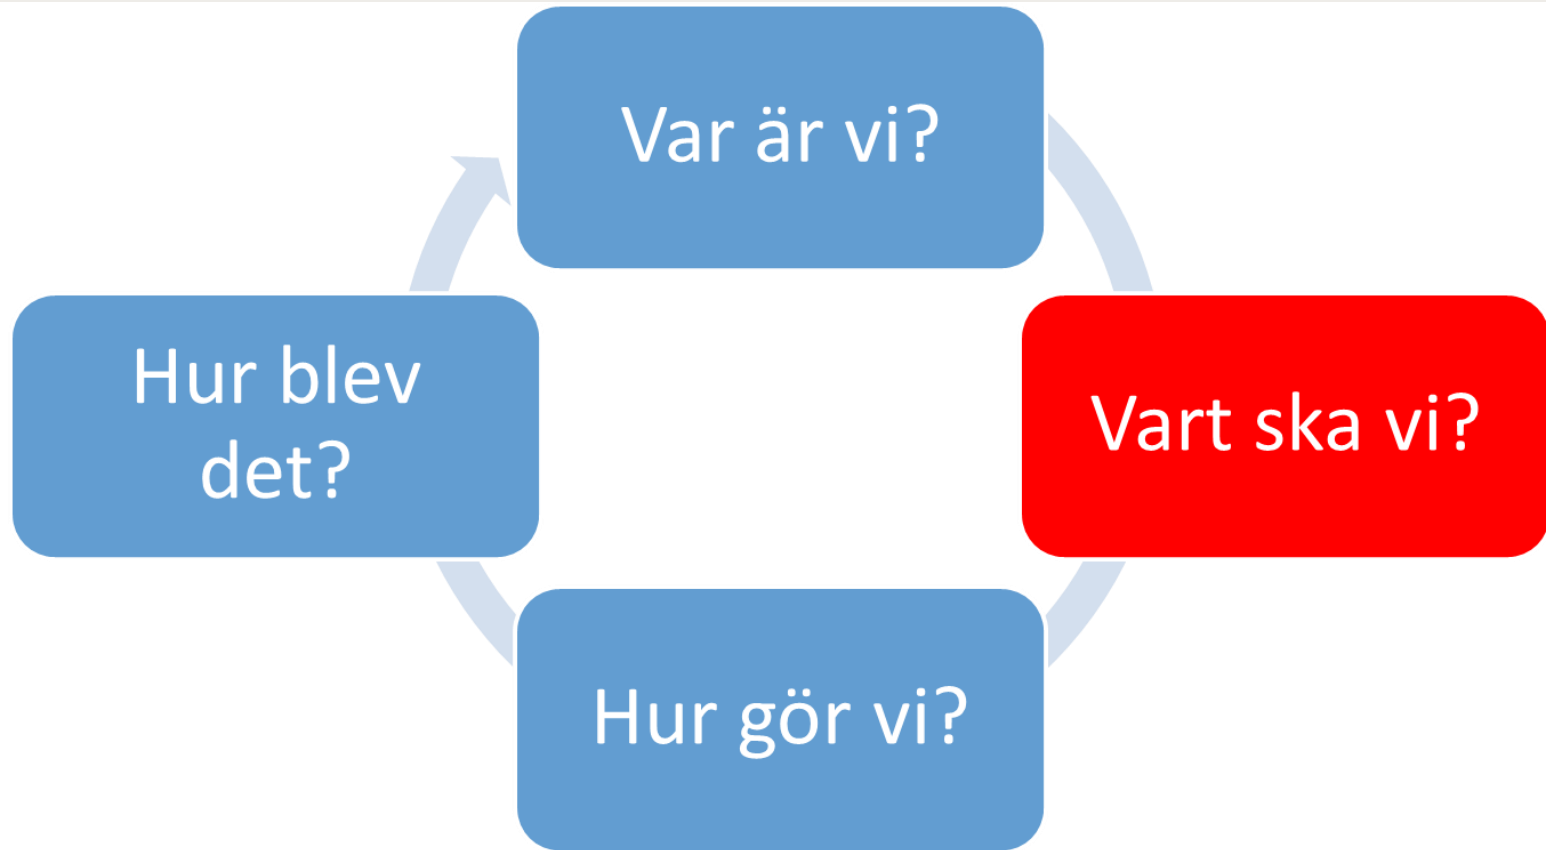 Var är vi?
Vart ska vi?
Hur gör vi?
Hur blev
det?